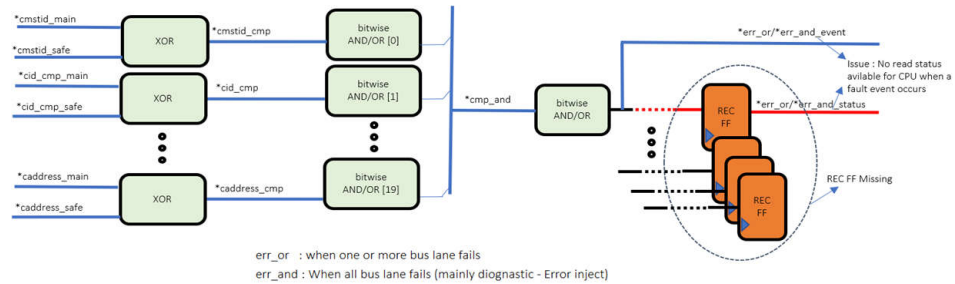 *cmstid_main
*cmstid_safe
XOR
*cmstid_cmp
bitwise
AND/OR [0]
*cid_cmp_main
*cid_cmp_safe
XOR
*cid_cmp
bitwise
AND/OR [1]
*caddress_main
*caddress_safe
XOR
*caddress_cmp
bitwise
AND/OR [19]
*cmp_and
bitwise
AND/OR
*err_or/*err_and_event
Issue : No read status
avilable for CPU when a
fault event occurs
*err_or/*err_and_status
REC
FF
REC
FF
REC FF Missing
err_or : when one or more bus lane fails
err_and : When all bus lane fails (mainly diognastic - Error inject)